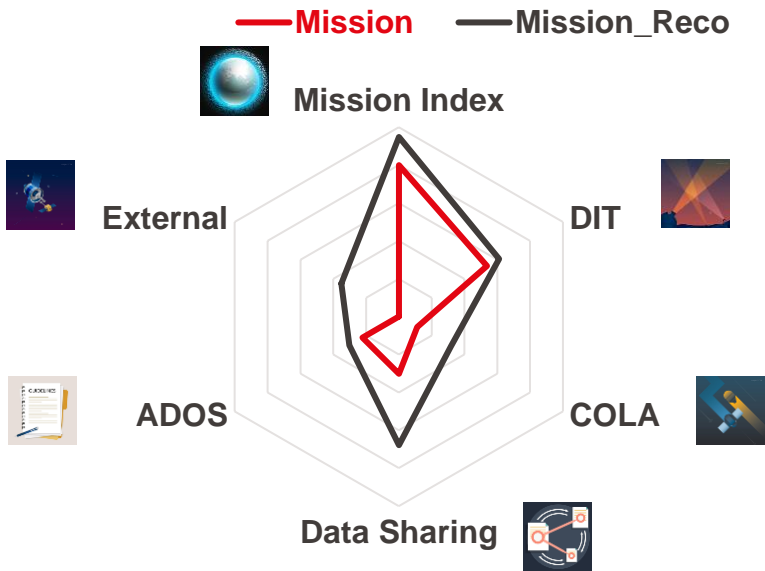 Mission Mission_Reco
Mission Index
External DIT
ADOS COLA
Data Sharing